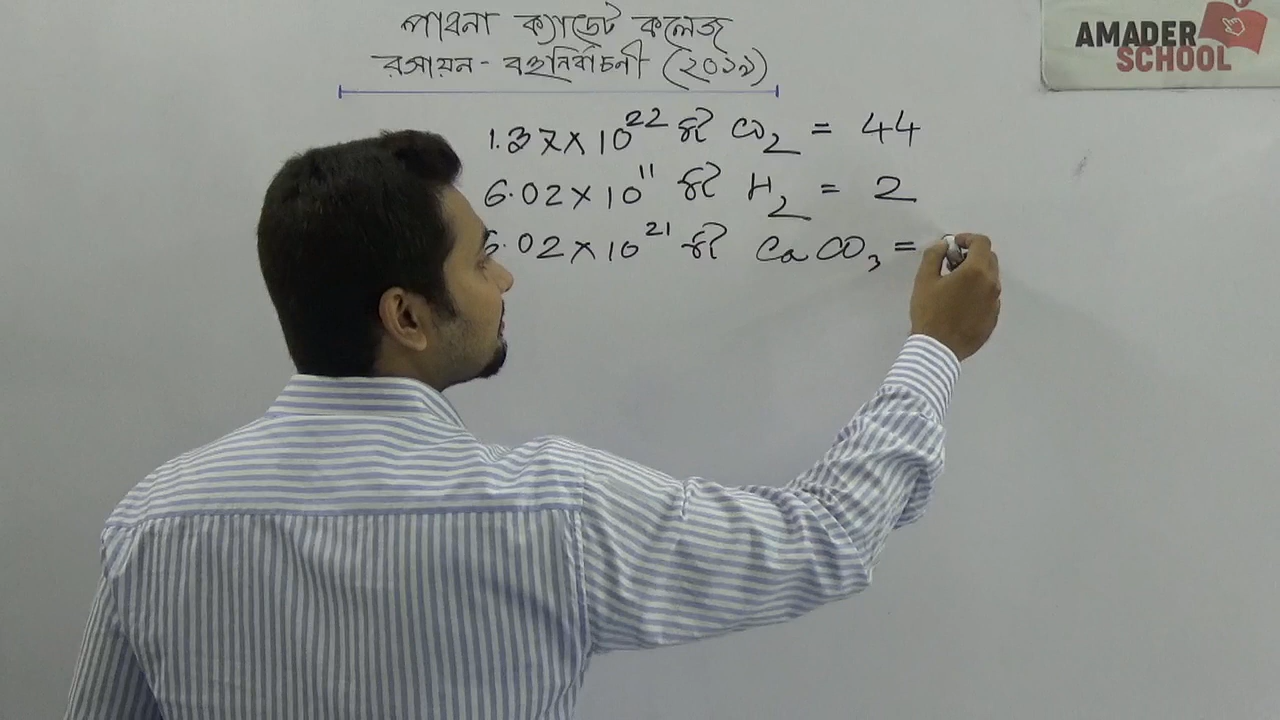 পাবনা ক্যাডেট কলেজ
রসায়ন - বহুনির্বাচনী (২০১৯)
AMADER
SCHOOL
1.37 × 10²² টি CO₂ = 44
6.02 × 10¹¹ টি H₂ = 2
6.02 × 10²¹ টি CaCO₃ =